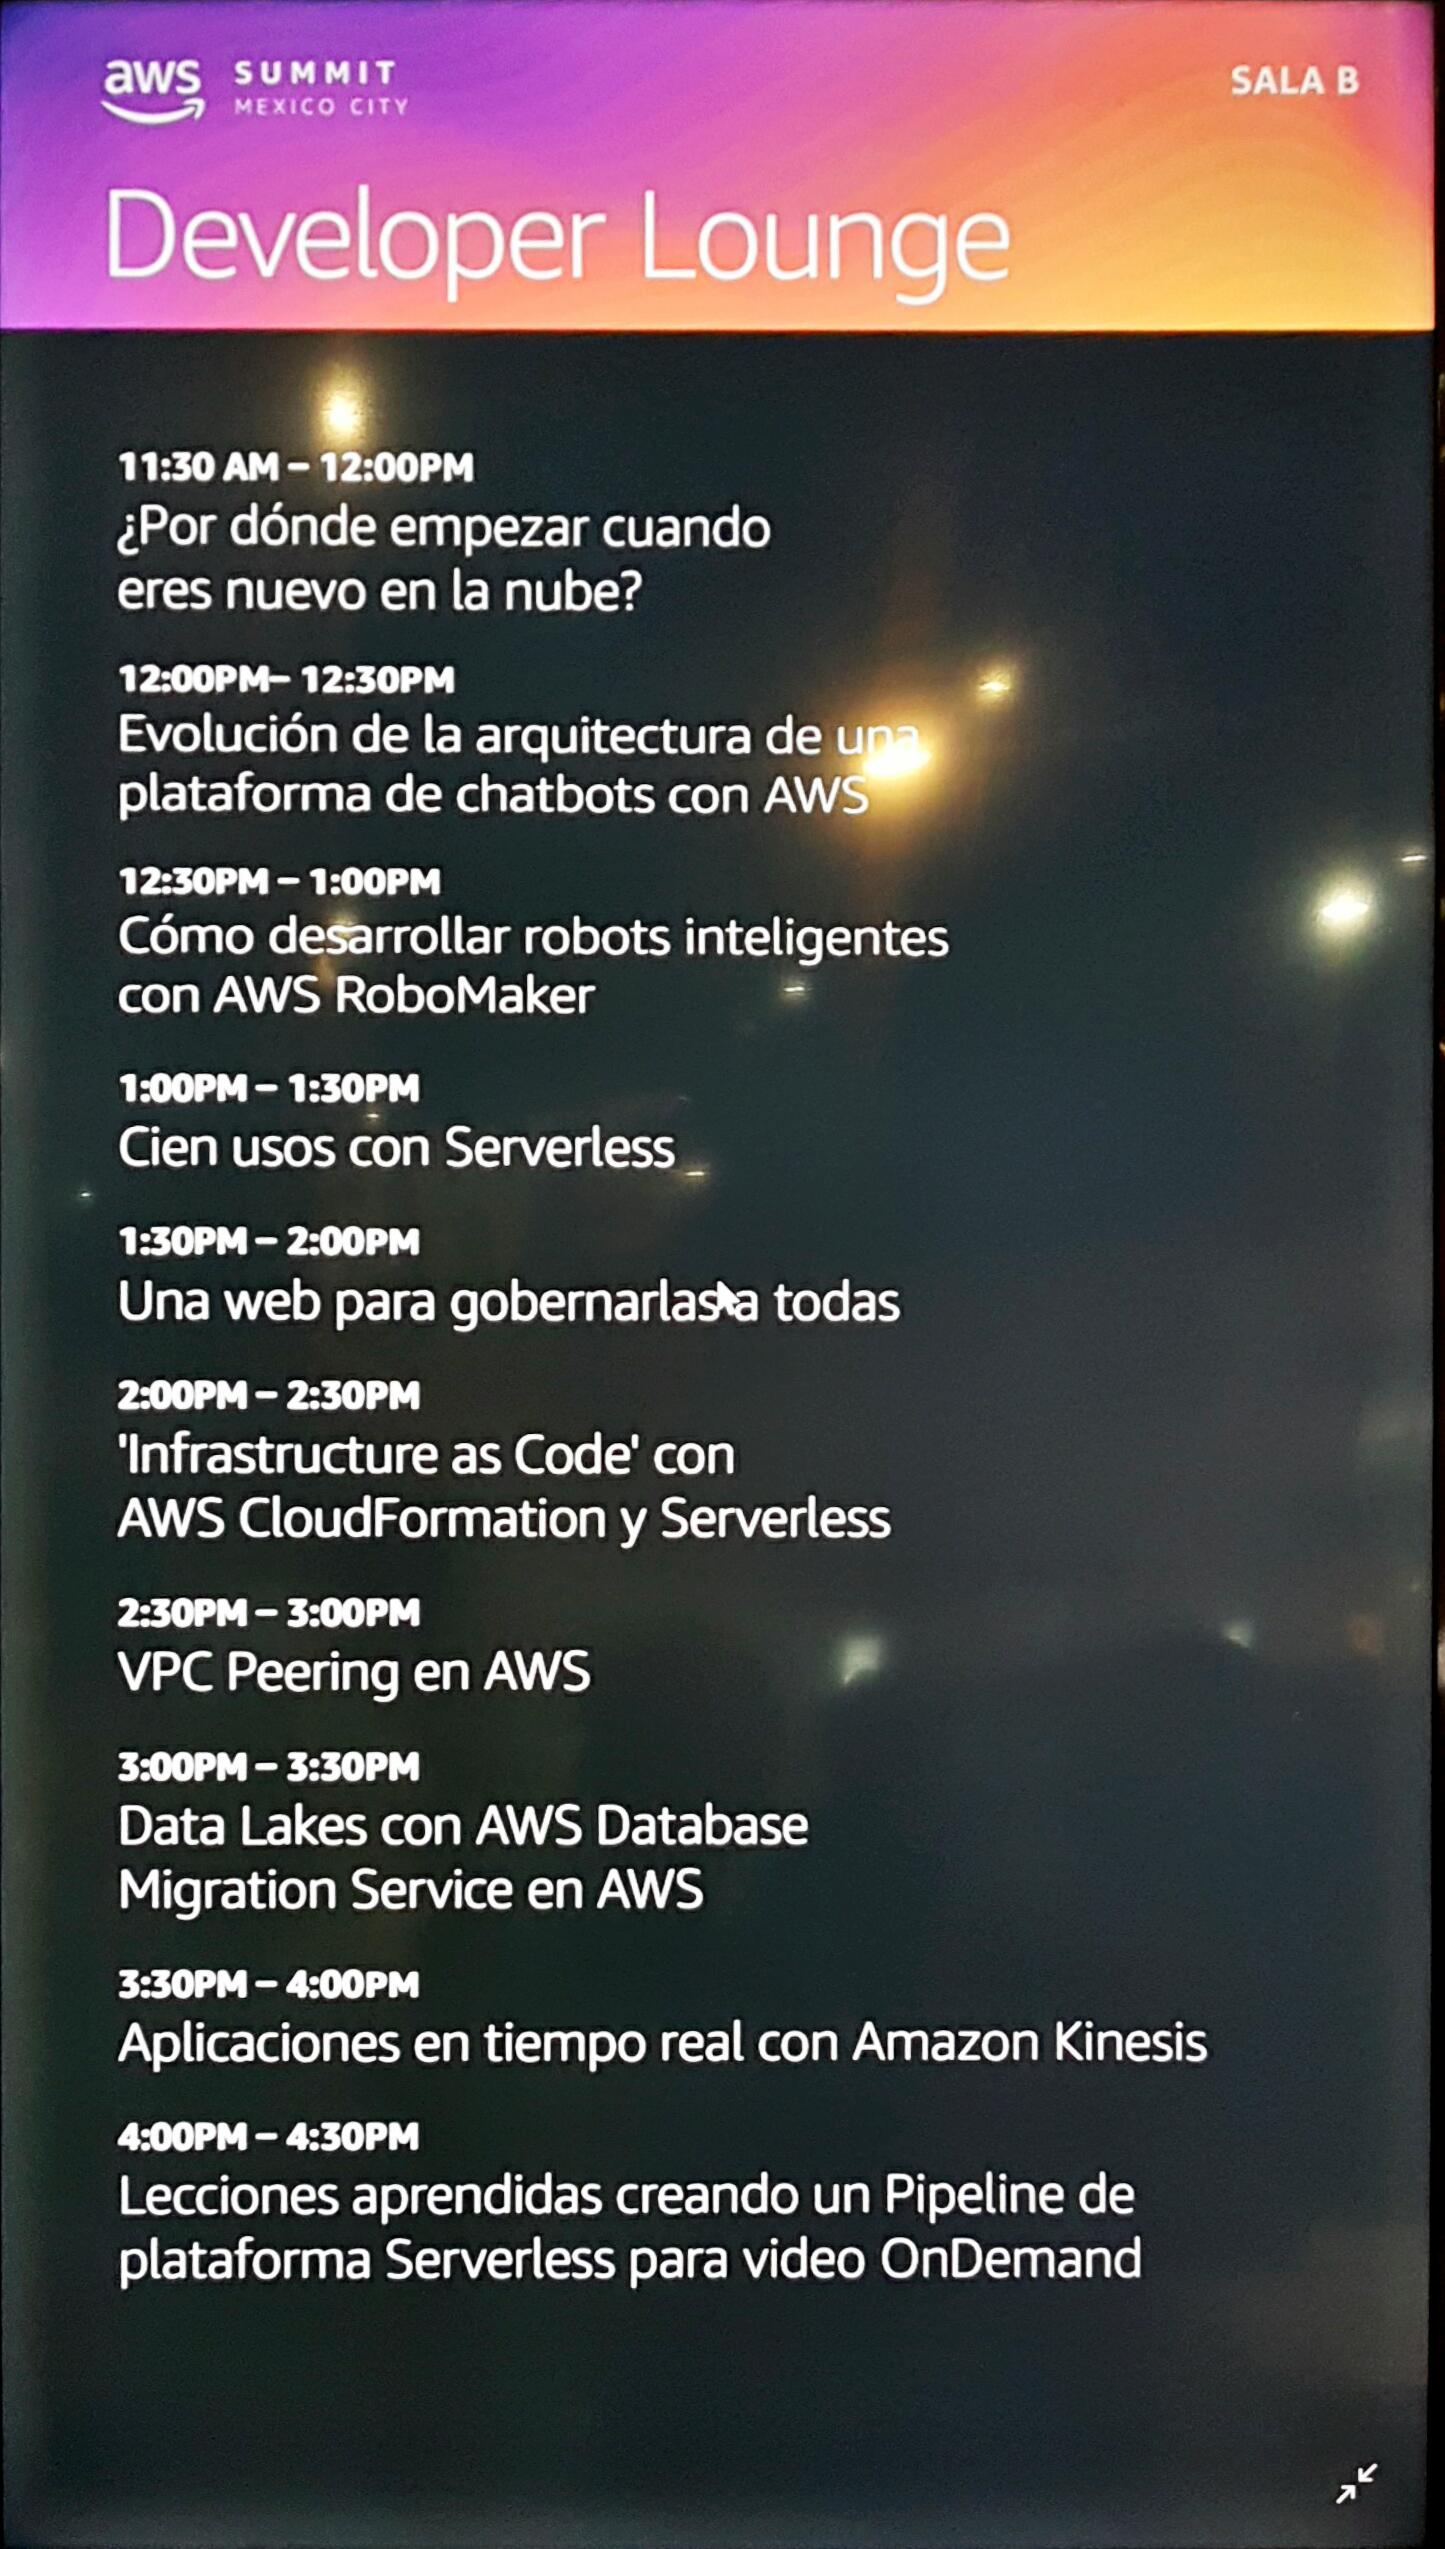 aws SUMMIT
MEXICO CITY
SALA B
Developer Lounge
11:30 AM – 12:00PM
¿Por dónde empezar cuando
eres nuevo en la nube?
12:00PM– 12:30PM
Evolución de la arquitectura de una
plataforma de chatbots con AWS
12:30PM – 1:00PM
Cómo desarrollar robots inteligentes
con AWS RoboMaker
1:00PM – 1:30PM
Cien usos con Serverless
1:30PM – 2:00PM
Una web para gobernarlas a todas
2:00PM – 2:30PM
'Infrastructure as Code' con
AWS CloudFormation y Serverless
2:30PM – 3:00PM
VPC Peering en AWS
3:00PM – 3:30PM
Data Lakes con AWS Database
Migration Service en AWS
3:30PM – 4:00PM
Aplicaciones en tiempo real con Amazon Kinesis
4:00PM – 4:30PM
Lecciones aprendidas creando un Pipeline de
plataforma Serverless para video OnDemand